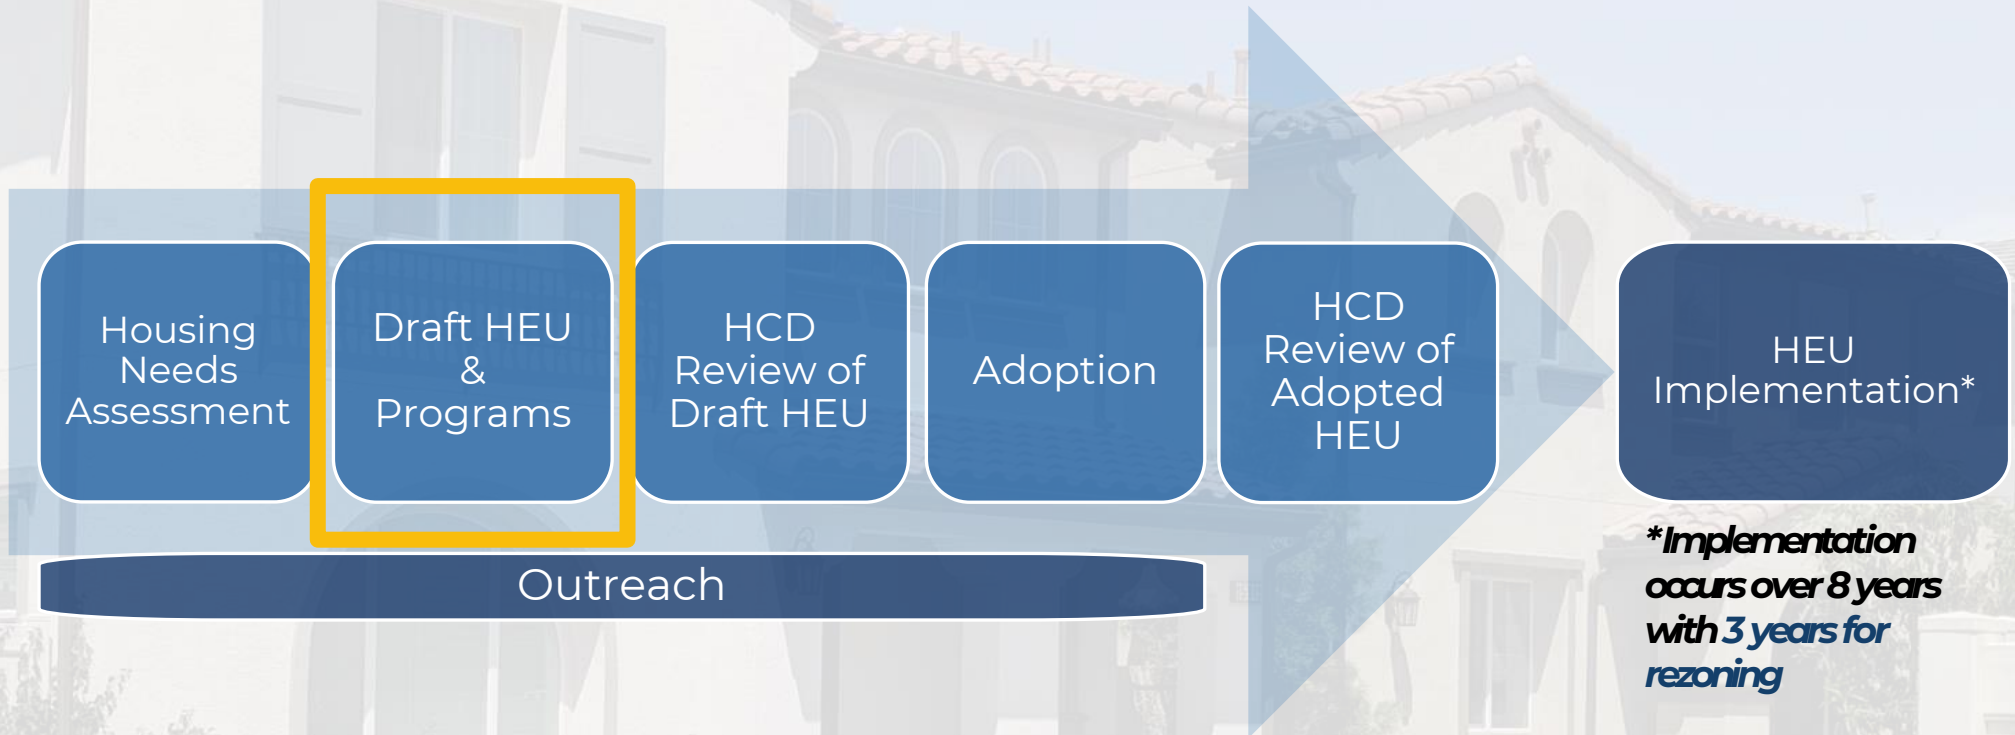 Housing
Needs
Assessment
Draft HEU
&
Programs
HCD
Review of
Draft HEU
Adoption
HCD
Review of
Adopted
HEU
HEU
Implementation*
Outreach
*Implementation
occurs over 8 years
with 3 years for
rezoning